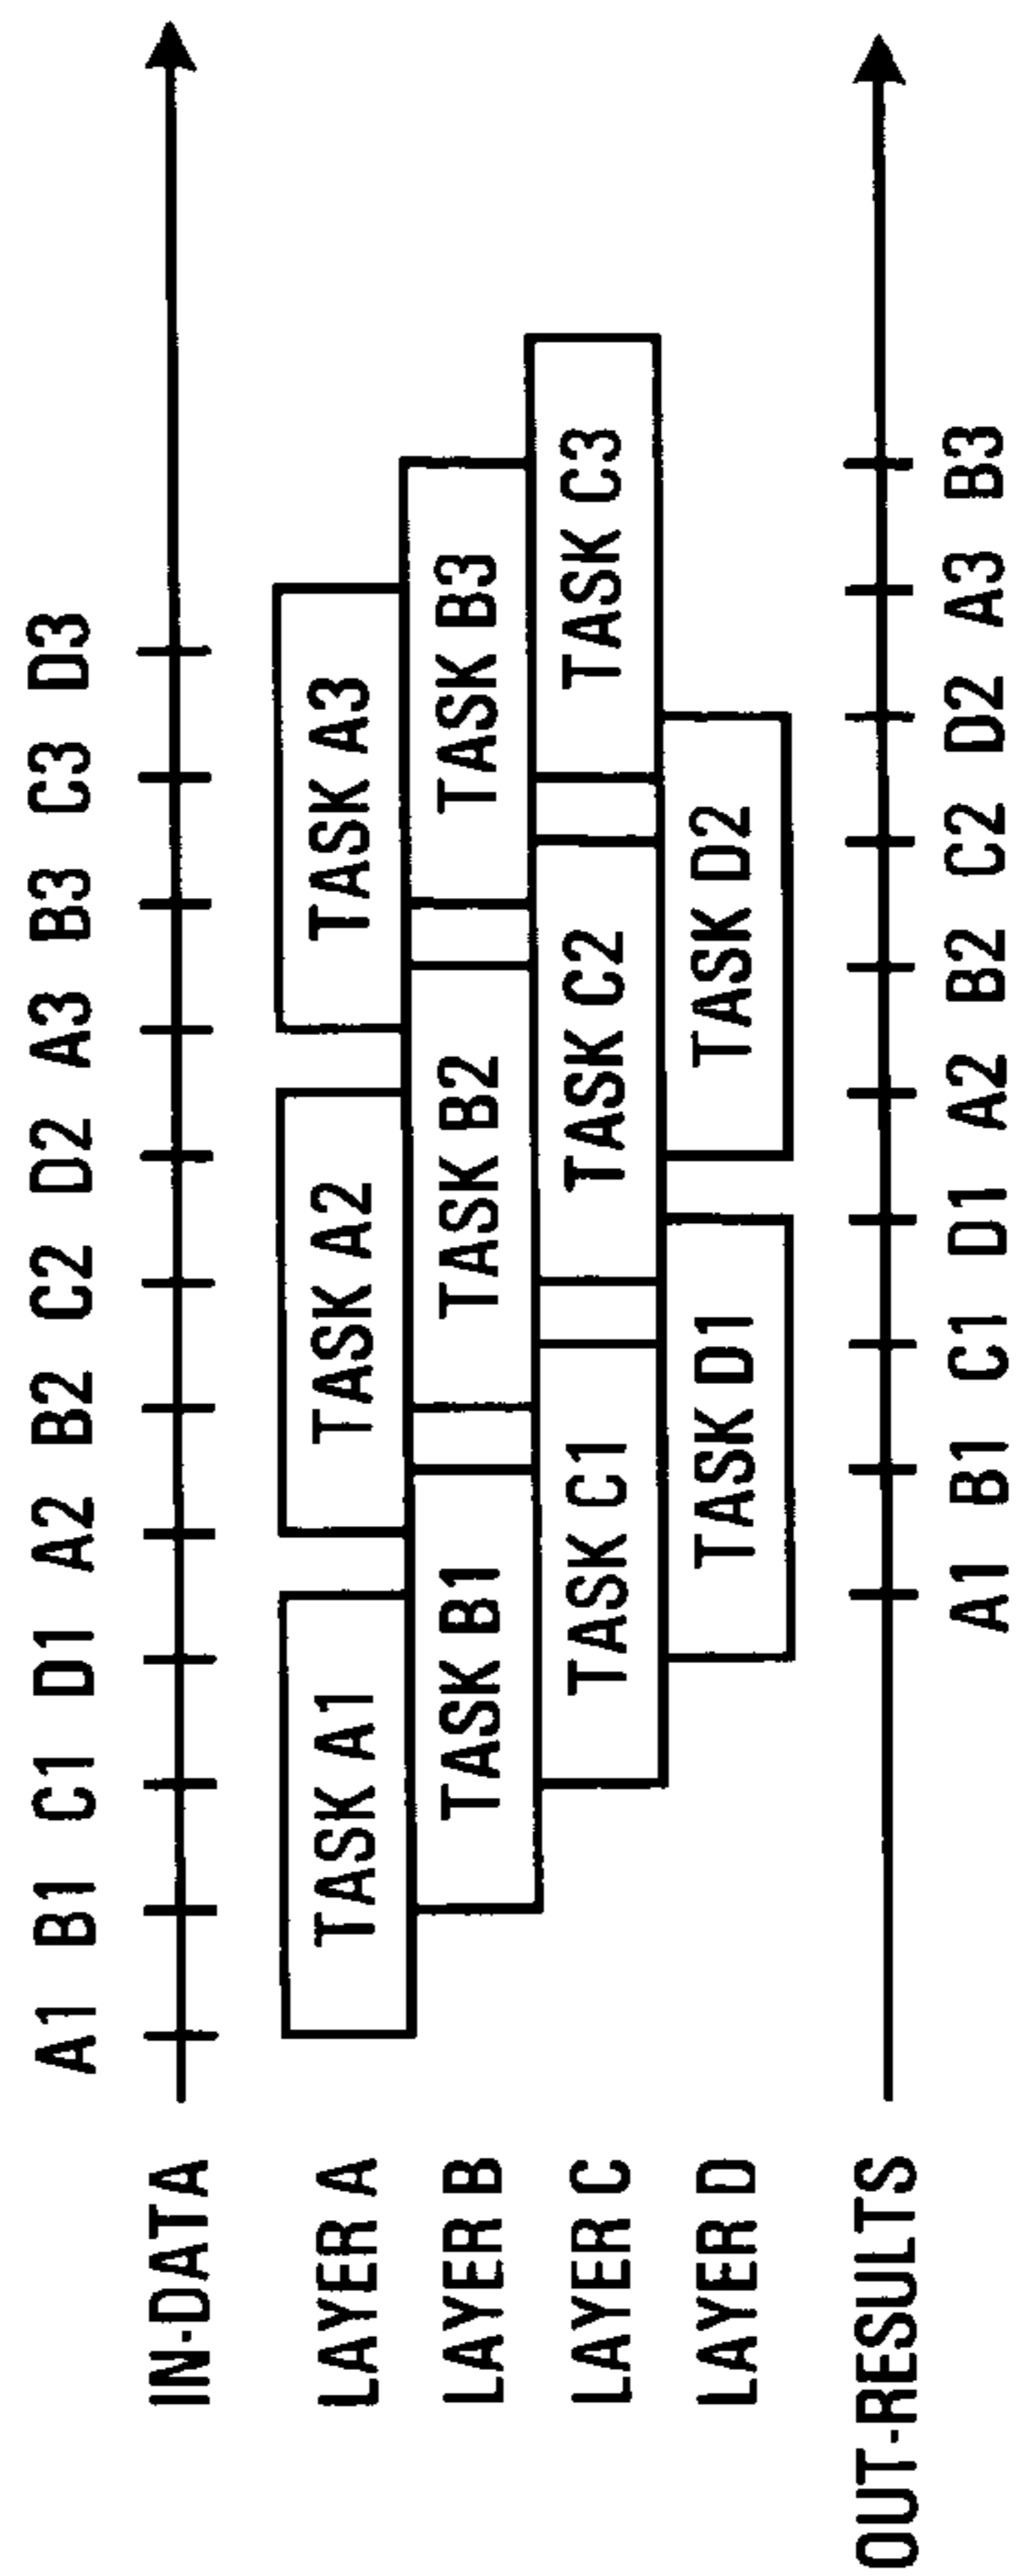 A1 B1 C1 D1 A2 B2 C2 D2 A3 B3 C3 D3
IN-DATA
LAYER A TASK A1 TASK A2 TASK A3
LAYER B TASK B1 TASK B2 TASK B3
LAYER C TASK C1 TASK C2 TASK C3
LAYER D TASK D1 TASK D2
OUT-RESULTS
A1 B1 C1 D1 A2 B2 C2 D2 A3 B3